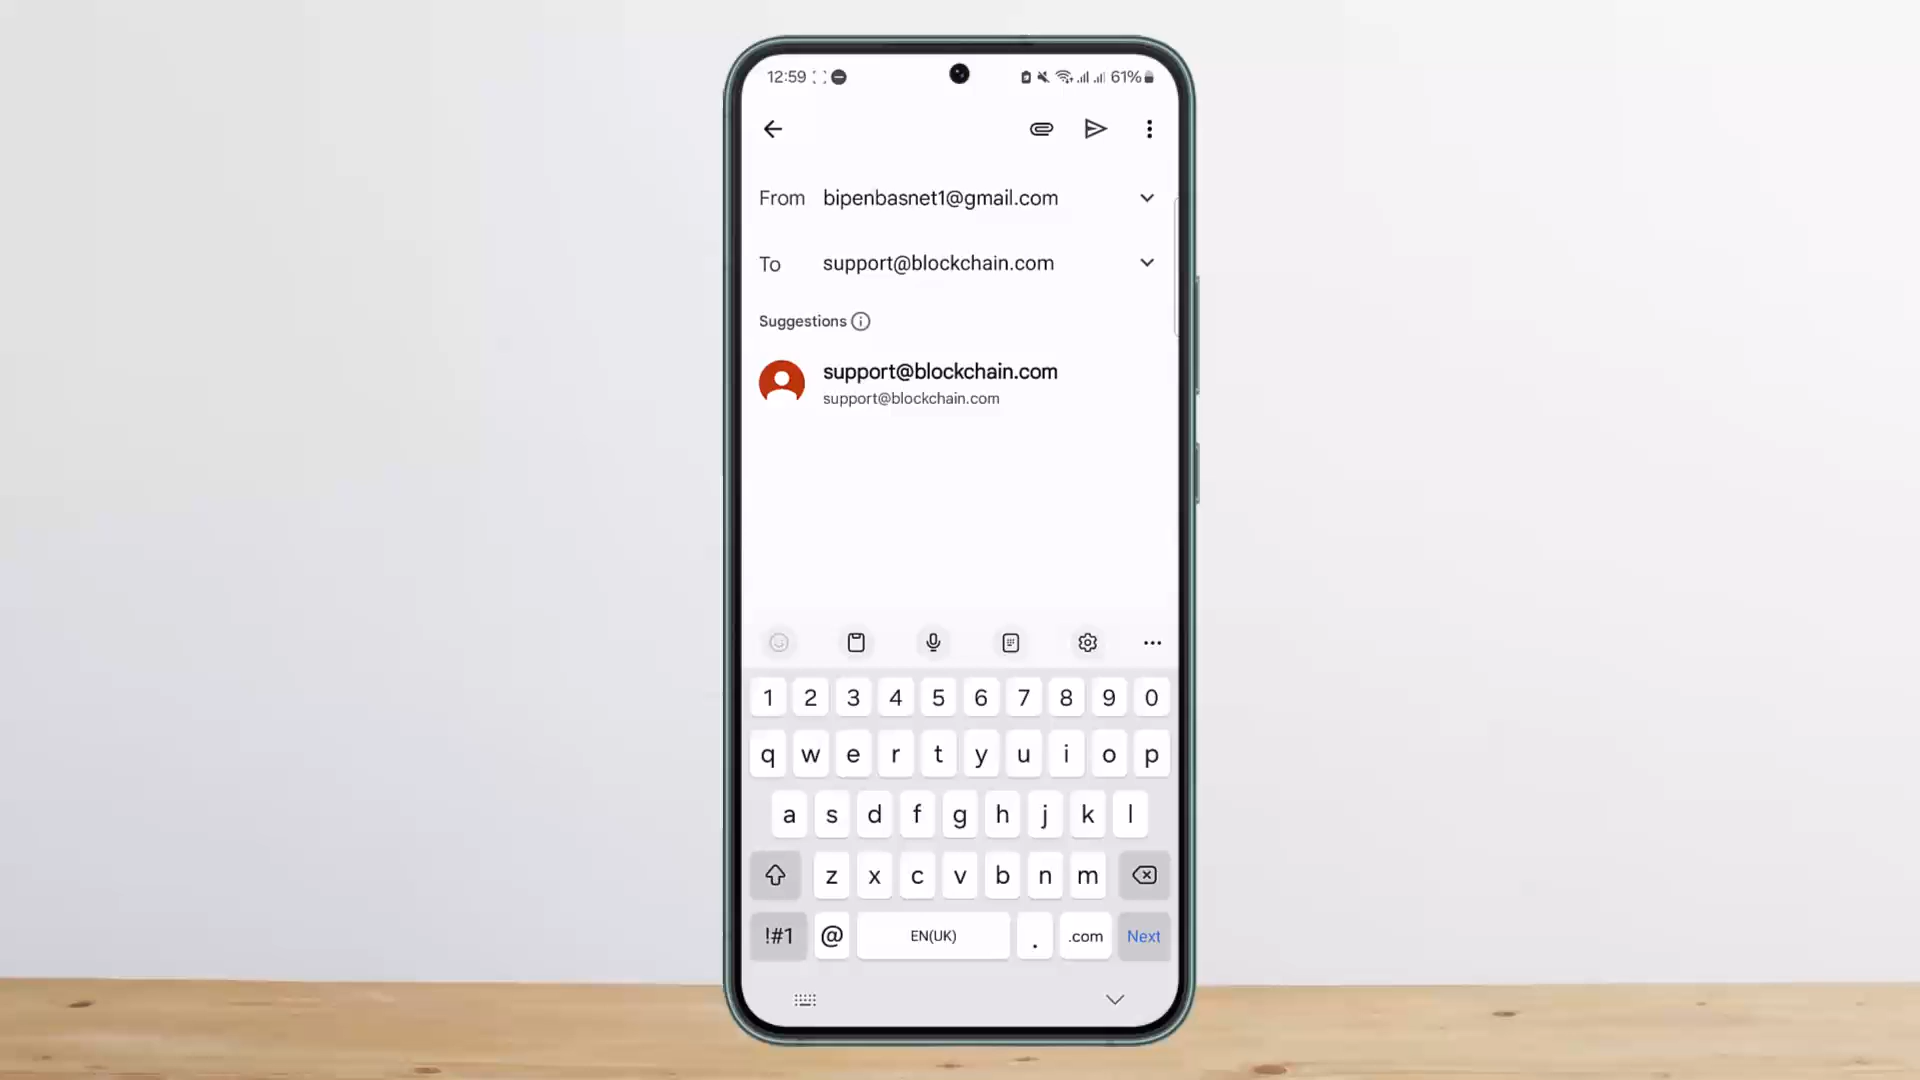 12:59 61%
From bipenbasnet1@gmail.com
To support@blockchain.com
Suggestions
support@blockchain.com
support@blockchain.com
1 2 3 4 5 6 7 8 9 0
q w e r t y u i o p
a s d f g h j k l
z x c v b n m
!#1 @ EN(UK) . .com Next